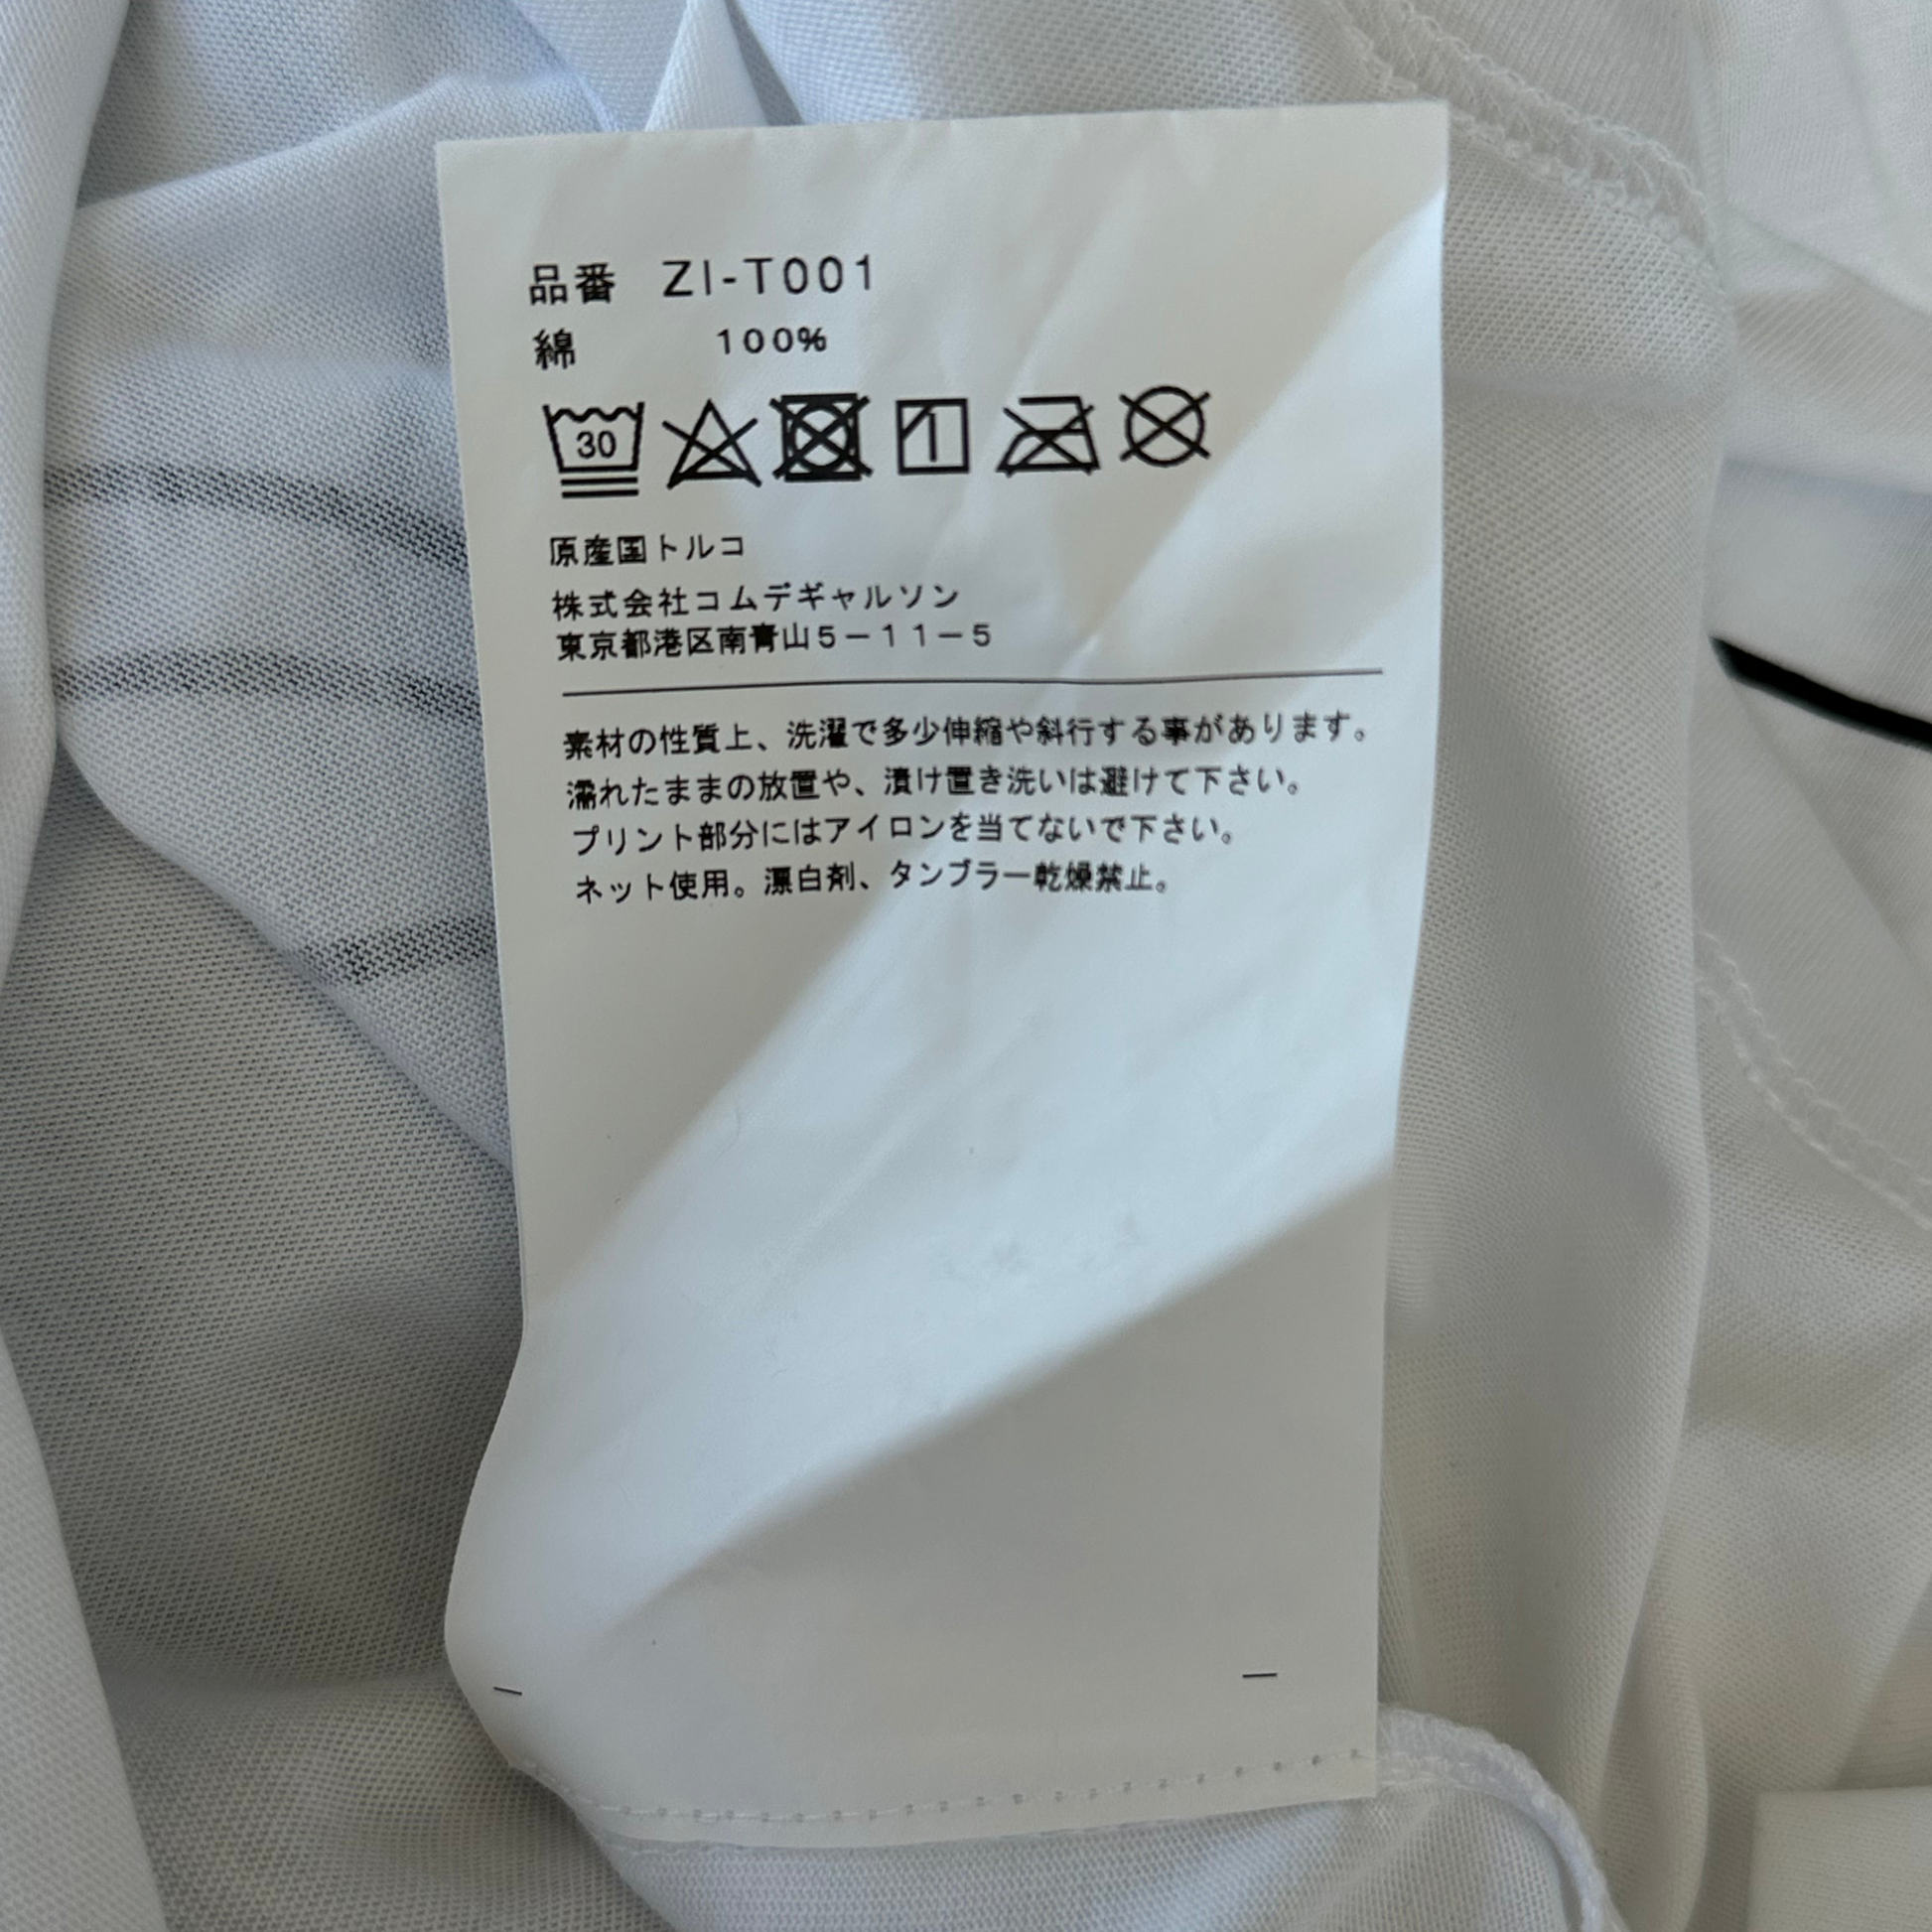 品番 ZI-T001
綿 100%
30
原産国トルコ
株式会社コムデギャルソン
東京都港区南青山5-11-5
素材の性質上、洗濯で多少伸縮や斜行する事があります。
濡れたままの放置や、漬け置き洗いは避けて下さい。
プリント部分にはアイロンを当てないで下さい。
ネット使用。漂白剤、タンブラー乾燥禁止。